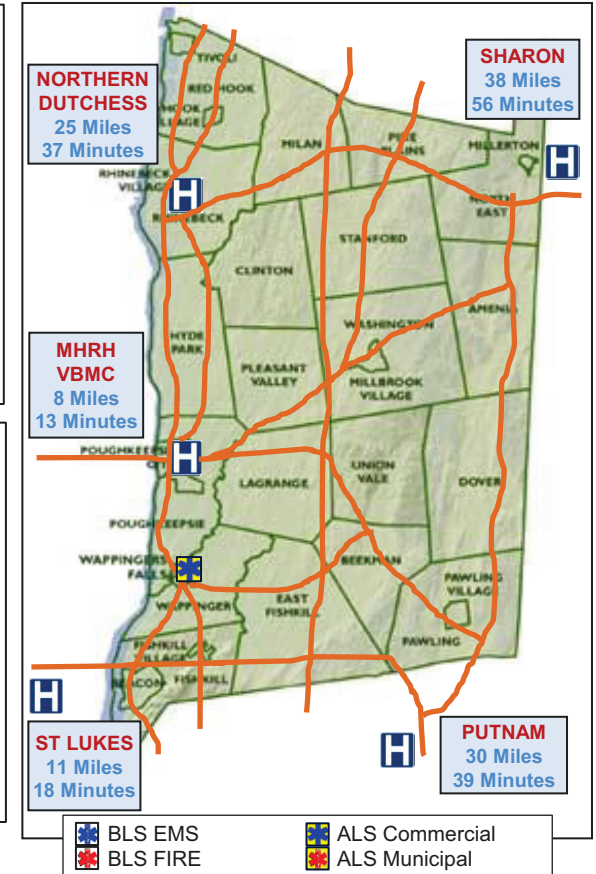 NORTHERN
DUTCHESS
25 Miles
37 Minutes
SHARON
38 Miles
56 Minutes
TIVOLI
RED HOOK
HOOK
MILAN
PINE
PLAINS
MILLERTON
RHINEBECK
VILLAGE
H
H
RHINEBECK
NORTH
EAST
STANFORD
CLINTON
AMENIA
HYDE
PARK
WASHINGTON
MHRH
VBMC
8 Miles
13 Minutes
PLEASANT
VALLEY
MILLBROOK
VILLAGE
POUGHKEEPSIE
H
UNION
VALE
LAGRANGE
DOVER
POUGHKEEPSIE
WAPPINGERS
FALLS
BEEKMAN
PAWLING
VILLAGE
WAPPINGER
EAST
FISHKILL
FISHKILL
VILLAGE
PAWLING
BEACON
FISHKILL
H
ST LUKES
11 Miles
18 Minutes
H
PUTNAM
30 Miles
39 Minutes
BLS EMS
ALS Commercial
BLS FIRE
ALS Municipal